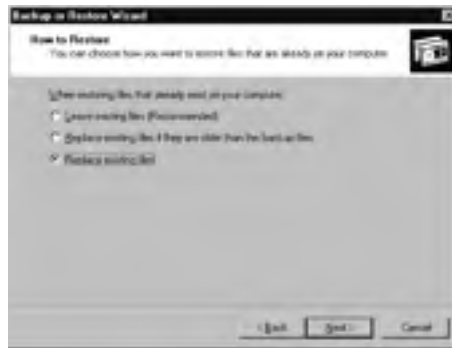 Backup or Restore Wizard
How to Restore
You can choose how you want to restore files that are already on your computer.
When restoring files that already exist on your computer:
Leave existing files (Recommended)
Replace existing files if they are older than the backup files
Replace existing files
< Back
Next >
Cancel